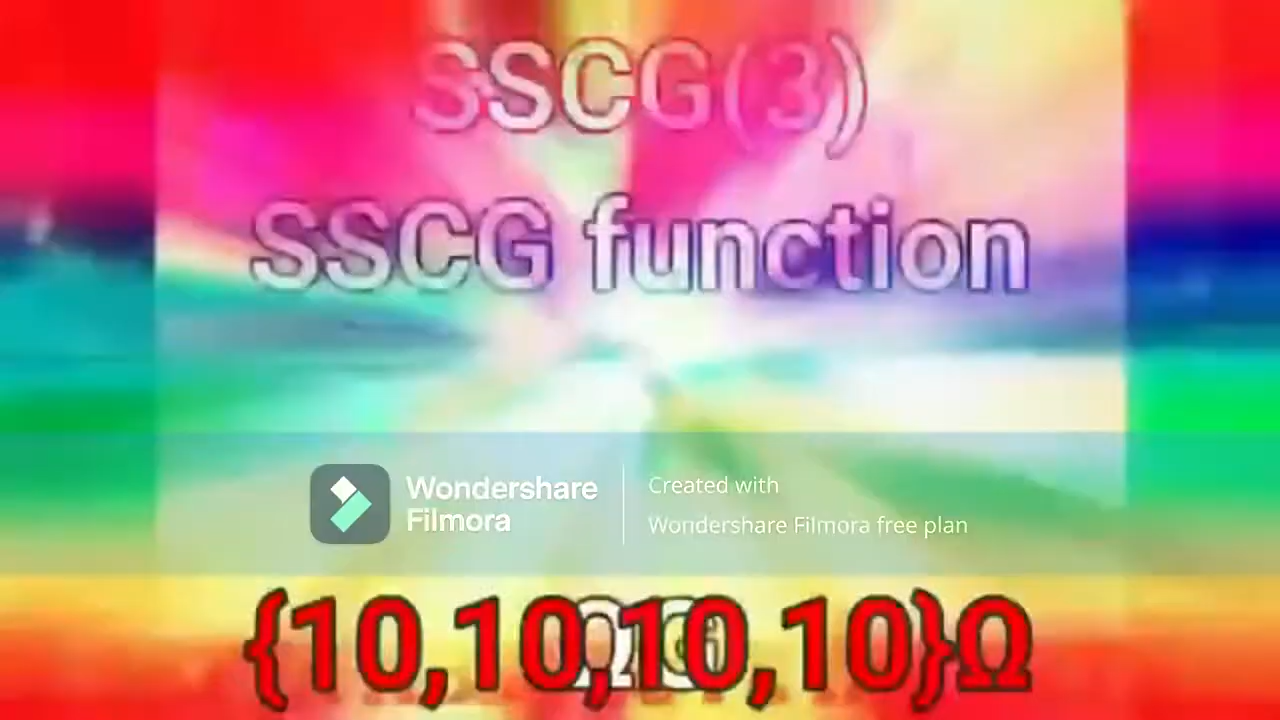 SSCG(3)
SSCG function
Wondershare
Filmora
Created with
Wondershare Filmora free plan
{10,10,10,10}Ω